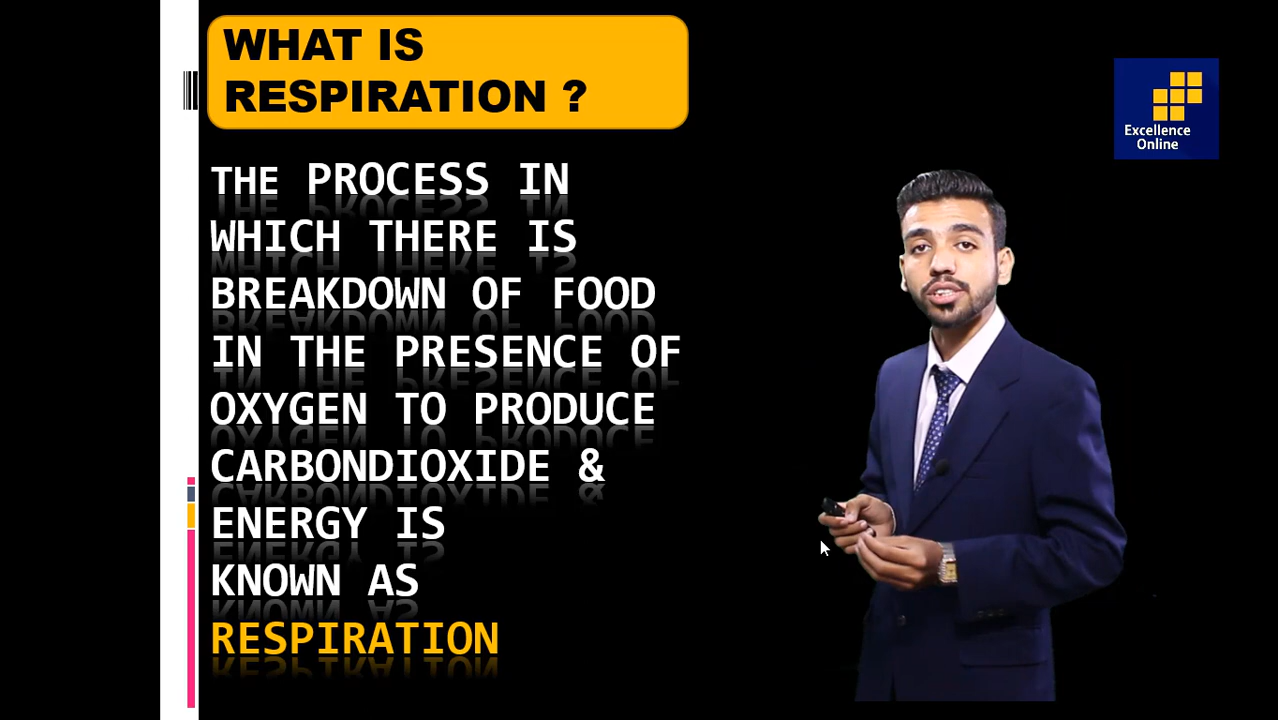 WHAT IS
RESPIRATION ?
Excellence
Online
THE PROCESS IN
WHICH THERE IS
BREAKDOWN OF FOOD
IN THE PRESENCE OF
OXYGEN TO PRODUCE
CARBONDIOXIDE &
ENERGY IS
KNOWN AS
RESPIRATION